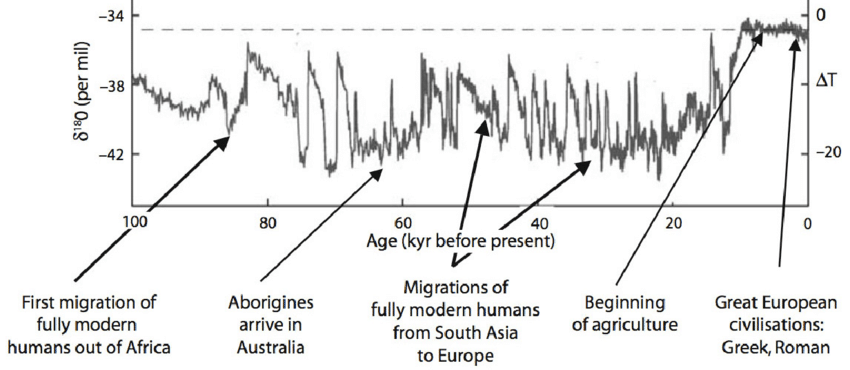 −34
−38
−42
δ¹⁸O (per mil)
0
ΔT
−20
100
80
60
40
20
0
Age (kyr before present)
First migration of
fully modern
humans out of Africa
Aborigines
arrive in
Australia
Migrations of
fully modern humans
from South Asia
to Europe
Beginning
of agriculture
Great European
civilisations:
Greek, Roman